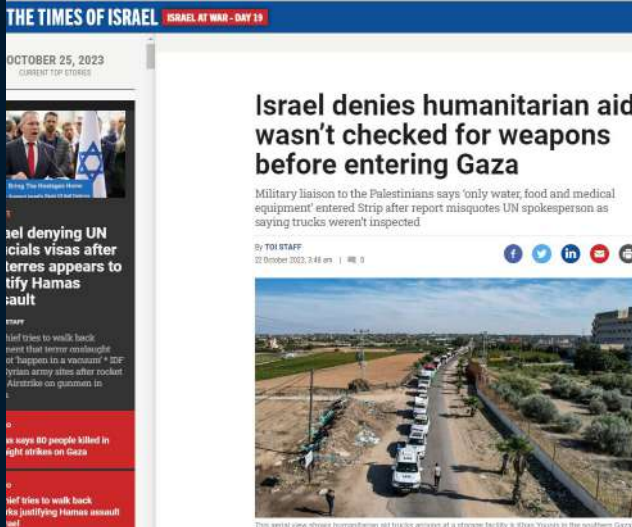 THE TIMES OF ISRAEL ISRAEL AT WAR - DAY 19
OCTOBER 25, 2023
CURRENT TOP STORIES
Bring The Hostages Home
ael denying UN
icials visas after
terres appears to
tify Hamas
sault
hief tries to walk back
ment that terror onslaught
ot 'happen in a vacuum' * IDF
Syrian army sites after rocket
Airstrike on gunmen in
as says 80 people killed in
ight strikes on Gaza
hief tries to walk back
rks justifying Hamas assault
rael
Israel denies humanitarian aid
wasn't checked for weapons
before entering Gaza
Military liaison to the Palestinians says 'only water, food and medical
equipment' entered Strip after report misquotes UN spokesperson as
saying trucks weren't inspected
By TOI STAFF
22 October 2023, 3:48 am | 0
This aerial view shows humanitarian aid trucks arriving at a storage facility in Khan Younis in the southern Gaza